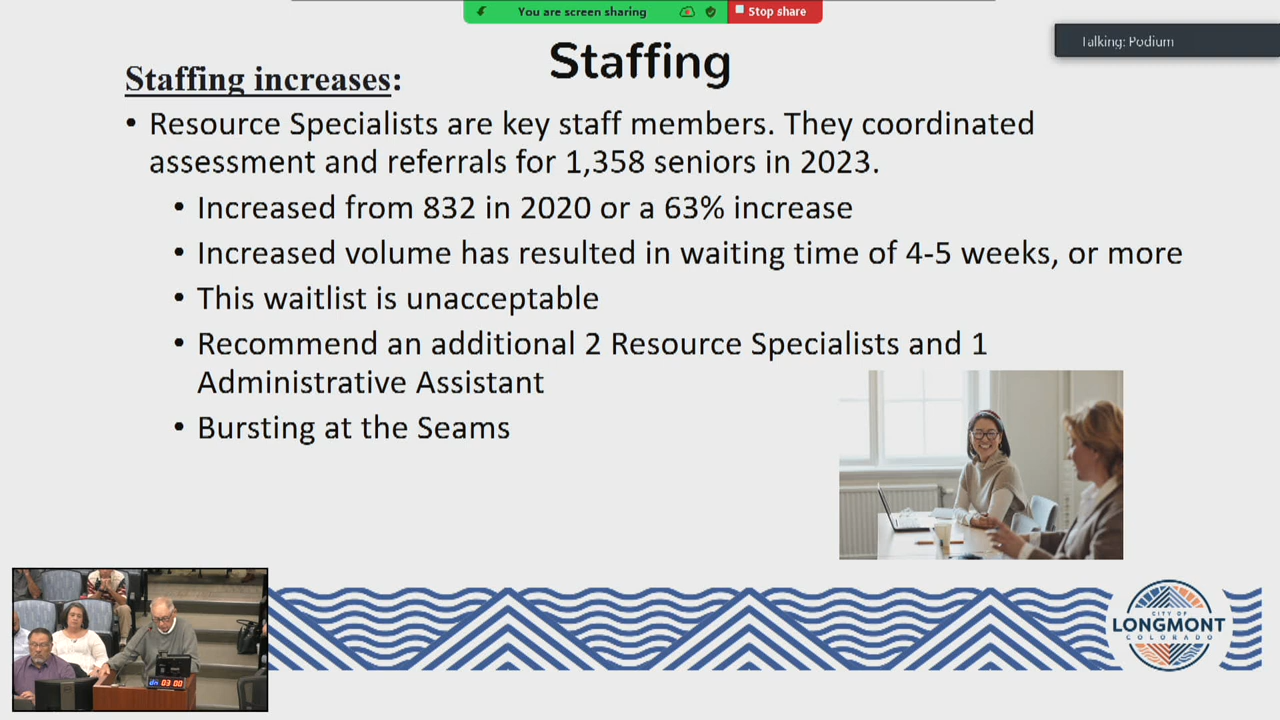 You are screen sharing
Stop share
Talking: Podium
Staffing
Staffing increases:
• Resource Specialists are key staff members. They coordinated
assessment and referrals for 1,358 seniors in 2023.
• Increased from 832 in 2020 or a 63% increase
• Increased volume has resulted in waiting time of 4-5 weeks, or more
• This waitlist is unacceptable
• Recommend an additional 2 Resource Specialists and 1
Administrative Assistant
• Bursting at the Seams
03 00
CITY OF
LONGMONT
COLORADO